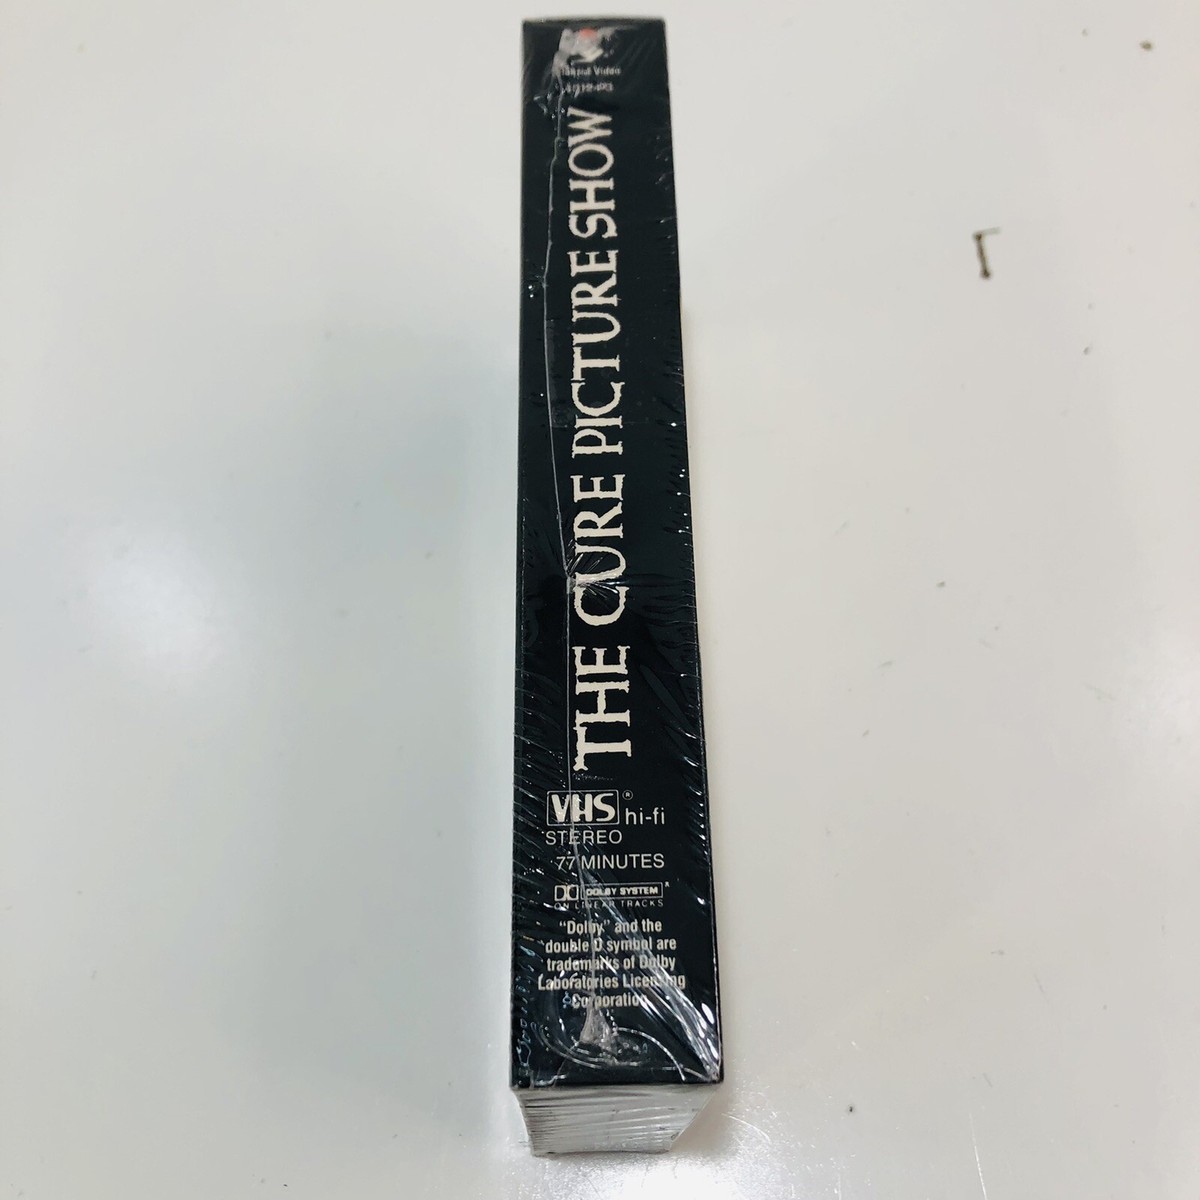 Video
THE CURE PICTURE SHOW
VHS® hi-fi
STEREO
77 MINUTES
DOLBY SYSTEM
ON LINEAR TRACKS
"Dolby" and the
double D symbol are
trademarks of Dolby
Laboratories Licensing
Corporation